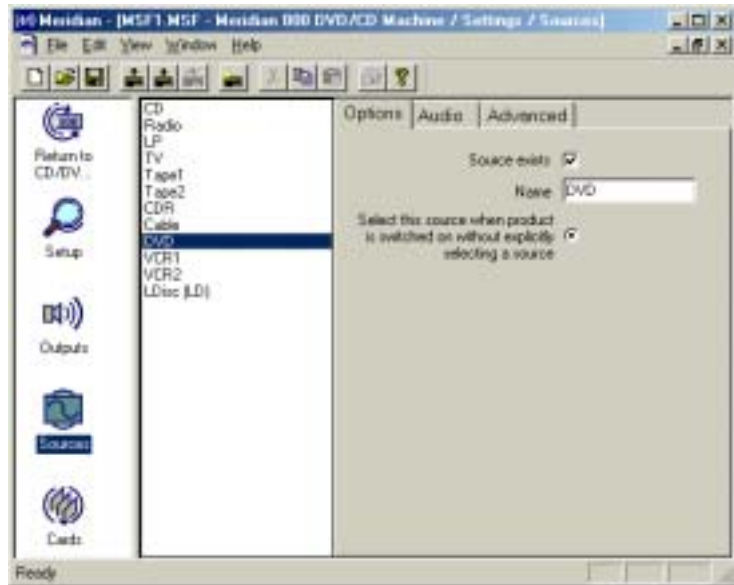 Meridian - [MSF1.MSF - Meridian 800 DVD/CD Machine / Settings / Sources]
File Edit View Window Help
Return to
CD/DV...
Setup
Outputs
Sources
Cards
CD
Radio
LP
TV
Tape1
Tape2
CDR
Cable
DVD
VCR1
VCR2
LDisc (LD)
Options Audio Advanced
Source exists
Name DVD
Select this source when product
is switched on without explicitly
selecting a source
Ready